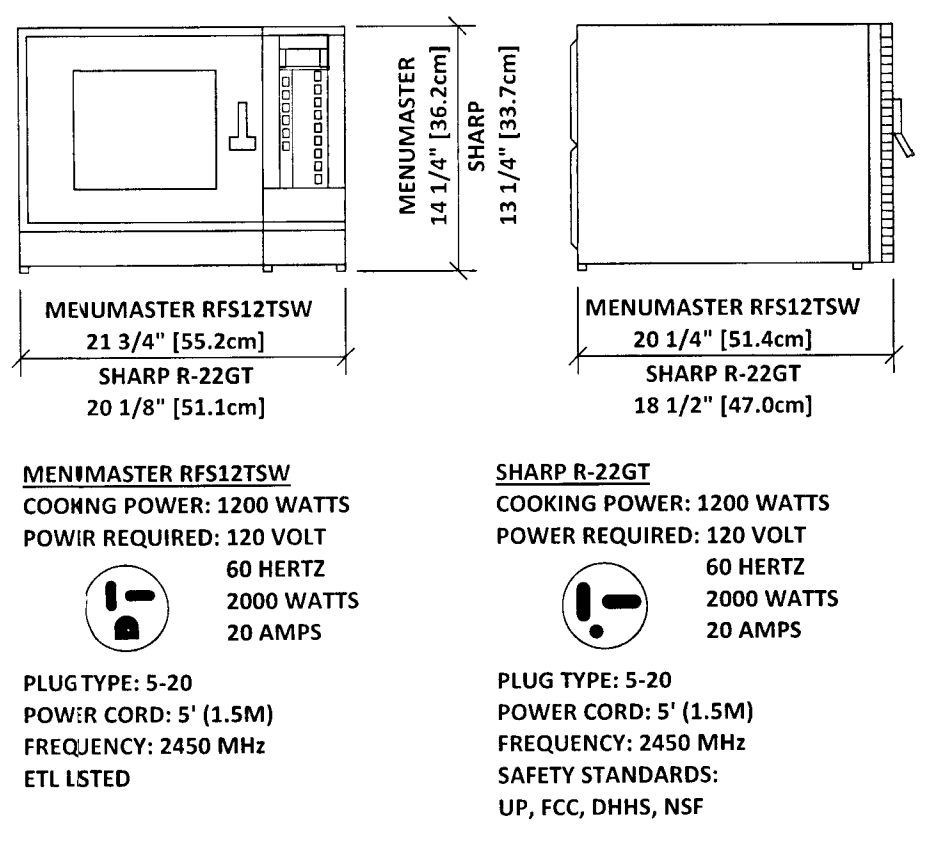 MENUMASTER
14 1/4" [36.2cm]
SHARP
13 1/4" [33.7cm]
MENUMASTER RFS12TSW
21 3/4" [55.2cm]
SHARP R-22GT
20 1/8" [51.1cm]
MENUMASTER RFS12TSW
20 1/4" [51.4cm]
SHARP R-22GT
18 1/2" [47.0cm]
MENUMASTER RFS12TSW
COOKING POWER: 1200 WATTS
POWER REQUIRED: 120 VOLT
60 HERTZ
2000 WATTS
20 AMPS
PLUG TYPE: 5-20
POWER CORD: 5' (1.5M)
FREQUENCY: 2450 MHz
ETL LISTED
SHARP R-22GT
COOKING POWER: 1200 WATTS
POWER REQUIRED: 120 VOLT
60 HERTZ
2000 WATTS
20 AMPS
PLUG TYPE: 5-20
POWER CORD: 5' (1.5M)
FREQUENCY: 2450 MHz
SAFETY STANDARDS:
UP, FCC, DHHS, NSF